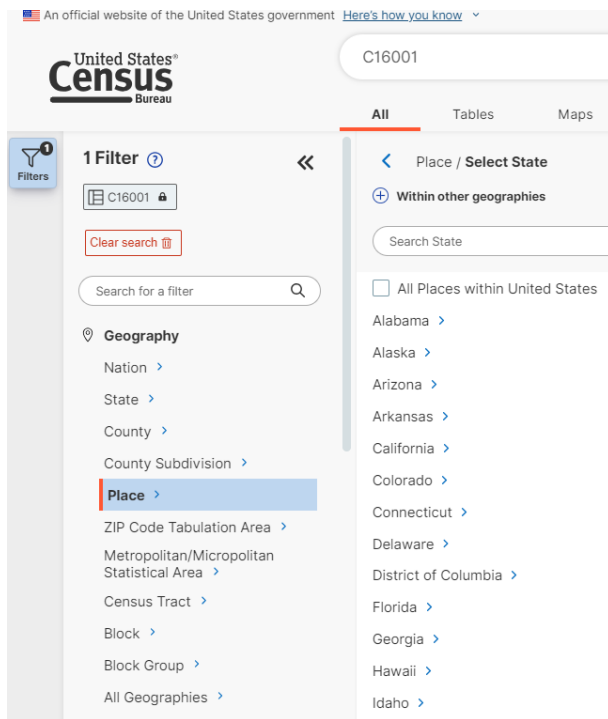 An official website of the United States government Here's how you know
United States®
Census
Bureau
C16001
All Tables Maps
1
Filters
1 Filter ?
C16001
Clear search
Search for a filter
Geography
Nation
State
County
County Subdivision
Place
ZIP Code Tabulation Area
Metropolitan/Micropolitan
Statistical Area
Census Tract
Block
Block Group
All Geographies
Place / Select State
Within other geographies
Search State
All Places within United States
Alabama
Alaska
Arizona
Arkansas
California
Colorado
Connecticut
Delaware
District of Columbia
Florida
Georgia
Hawaii
Idaho